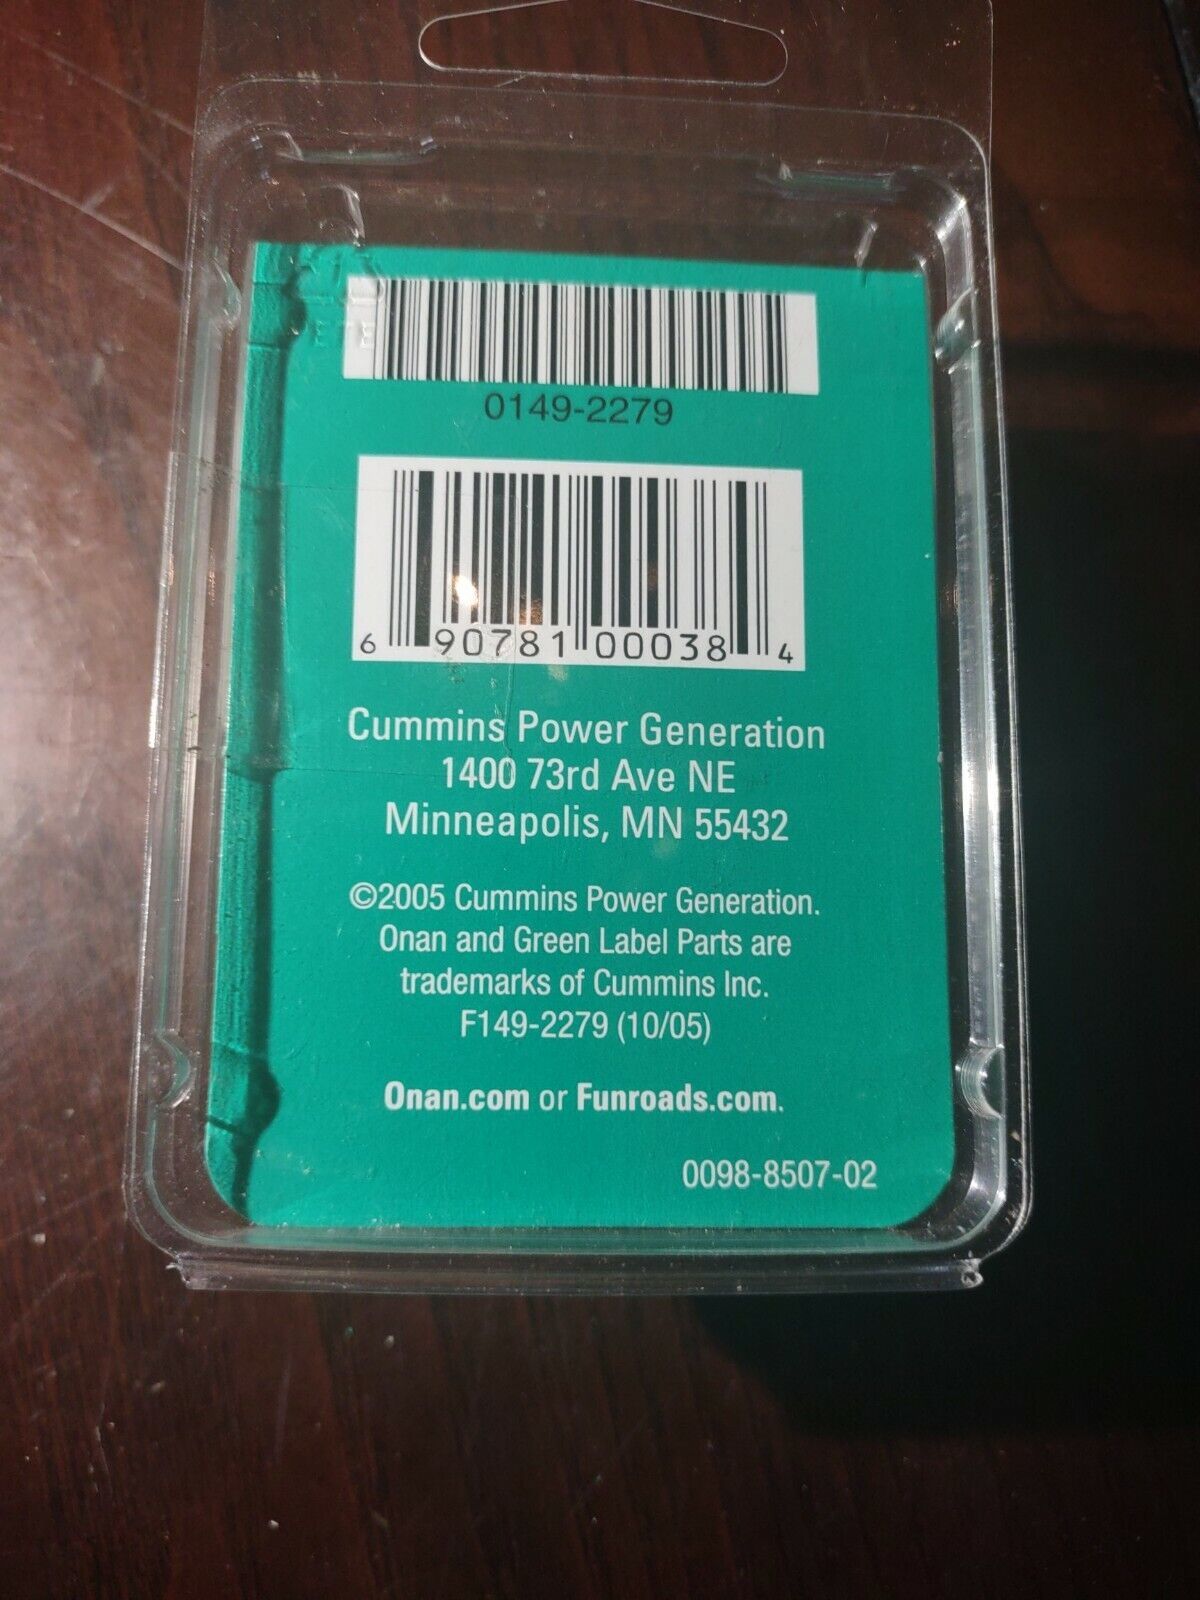 PETE
0149-2279
6 90781 00038 4
Cummins Power Generation
1400 73rd Ave NE
Minneapolis, MN 55432
©2005 Cummins Power Generation.
Onan and Green Label Parts are
trademarks of Cummins Inc.
F149-2279 (10/05)
Onan.com or Funroads.com.
0098-8507-02